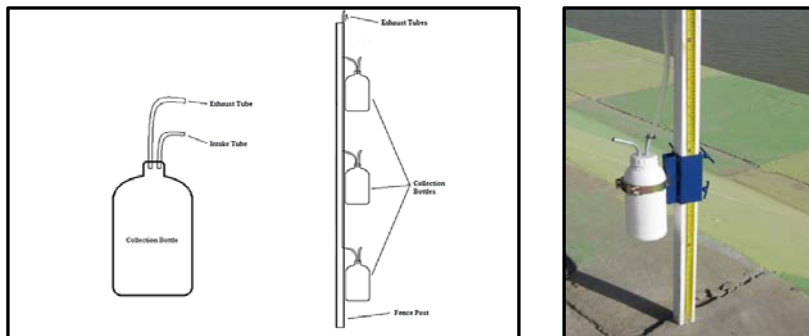 Exhaust Tube
Intake Tube
Collection Bottle
Exhaust Tubes
Collection
Bottles
Fence Post